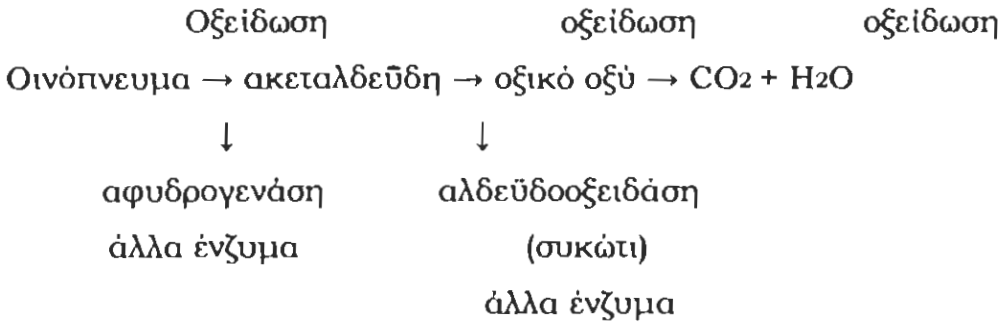 Οξείδωση οξείδωση οξείδωση
Οινόπνευμα → ακεταλδεΰδη → οξικό οξύ → CO2 + H2O
↓ ↓
αφυδρογενάση αλδεΰδοοξειδάση
άλλα ένζυμα (συκώτι)
άλλα ένζυμα